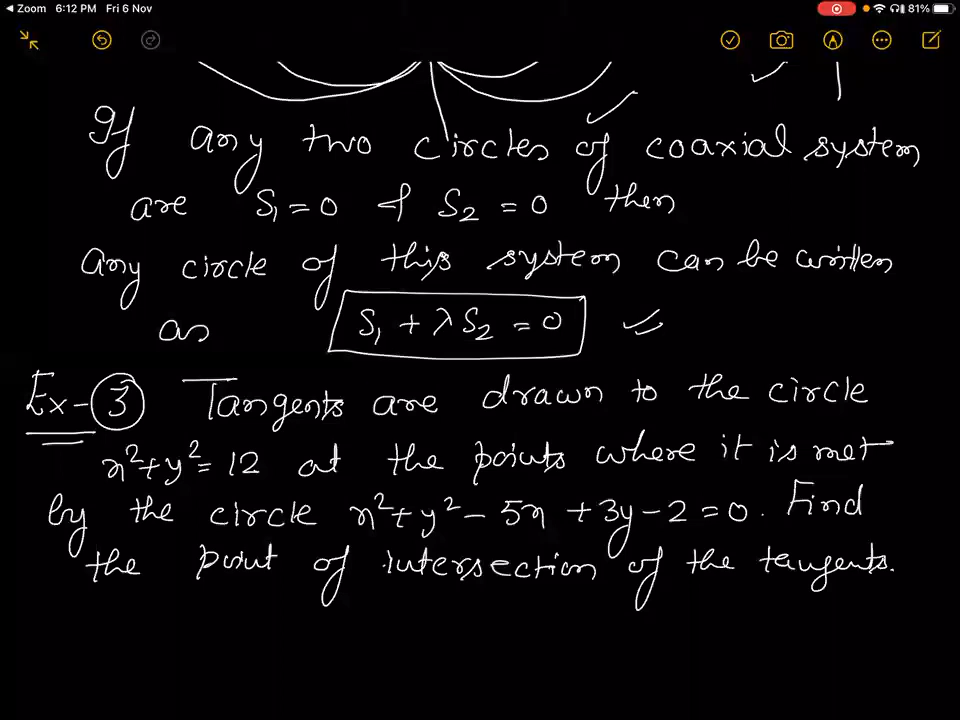 Zoom 6:12 PM Fri 6 Nov 81%
If any two circles of coaxial system
are S₁ = 0 & S₂ = 0 then
any circle of this system can be written
as S₁ + λS₂ = 0
Ex-③ Tangents are drawn to the circle
x² + y² = 12 at the points where it is met
by the circle x² + y² - 5x + 3y - 2 = 0. Find
the point of intersection of the tangents.